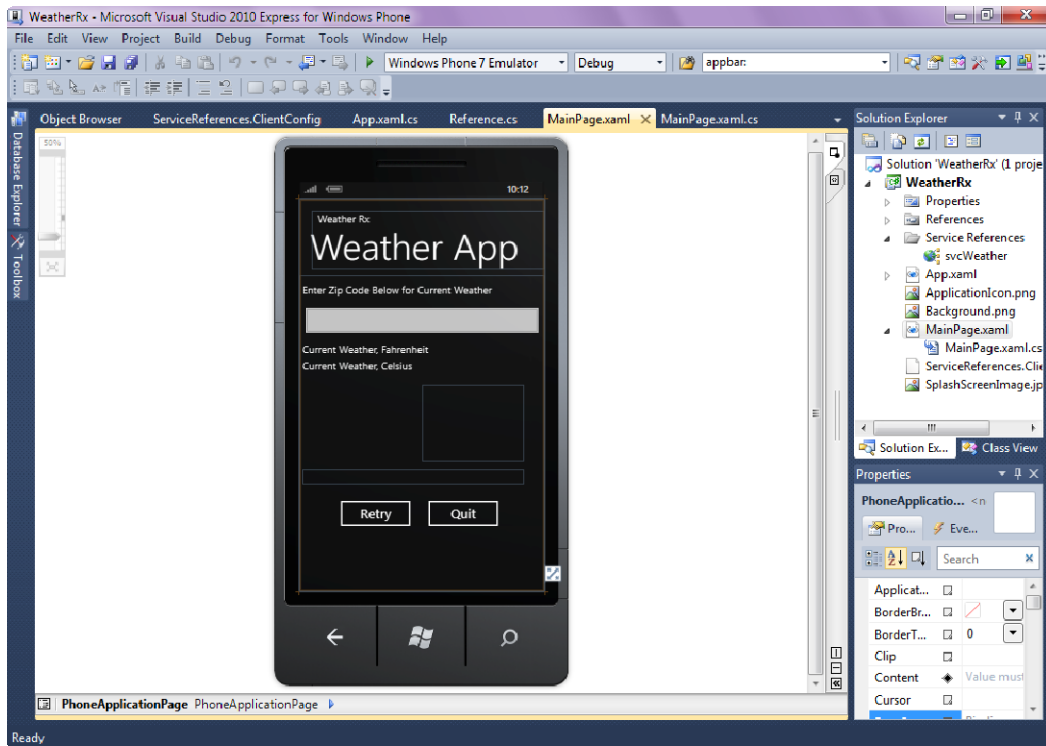 WeatherRx - Microsoft Visual Studio 2010 Express for Windows Phone
File Edit View Project Build Debug Format Tools Window Help
Windows Phone 7 Emulator Debug appbar:
Object Browser ServiceReferences.ClientConfig App.xaml.cs Reference.cs MainPage.xaml MainPage.xaml.cs
Database Explorer
Toolbox
50%
10:12
Weather Rx
Weather App
Enter Zip Code Below for Current Weather
Current Weather, Fahrenheit
Current Weather, Celsius
Retry Quit
PhoneApplicationPage PhoneApplicationPage
Solution Explorer
Solution 'WeatherRx' (1 proje
WeatherRx
Properties
References
Service References
svcWeather
App.xaml
ApplicationIcon.png
Background.png
MainPage.xaml
MainPage.xaml.cs
ServiceReferences.Clie
SplashScreenImage.jp
Solution Ex... Class View
Properties
PhoneApplicatio... <n
Pro... Eve...
Search
Applicat...
BorderBr...
BorderT... 0
Clip
Content Value must
Cursor
Ready